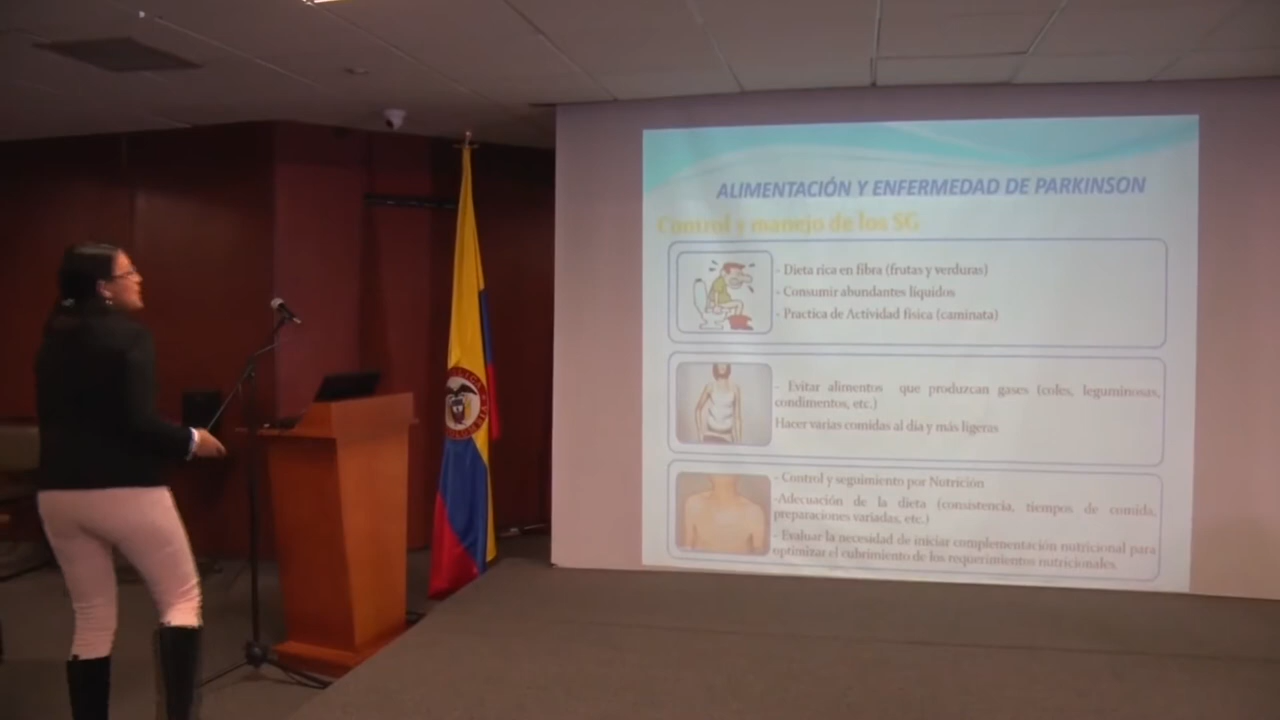 ALIMENTACIÓN Y ENFERMEDAD DE PARKINSON
Control y manejo de los SG
- Dieta rica en fibra (frutas y verduras)
- Consumir abundantes líquidos
- Practica de Actividad física (caminata)
- Evitar alimentos que produzcan gases (coles, leguminosas,
condimentos, etc.)
Hacer varias comidas al día y más ligeras
- Control y seguimiento por Nutrición
-Adecuación de la dieta (consistencia, tiempos de comida,
preparaciones variadas, etc.)
- Evaluar la necesidad de iniciar complementación nutricional para
optimizar el cubrimiento de los requerimientos nutricionales.